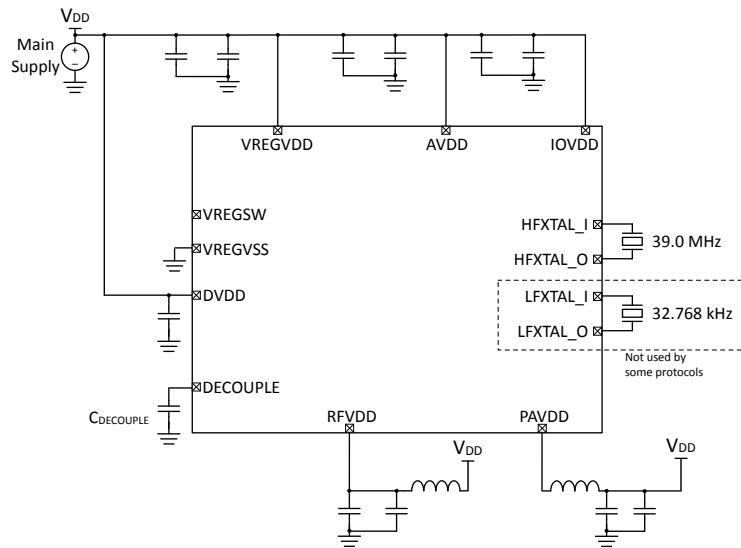 VDD
Main
Supply
+
−
VREGVDD
AVDD
IOVDD
VREGSW
HFXTAL_I
39.0 MHz
VREGVSS
HFXTAL_O
DVDD
LFXTAL_I
32.768 kHz
LFXTAL_O
Not used by
some protocols
DECOUPLE
CDECOUPLE
RFVDD
PAVDD
VDD
VDD